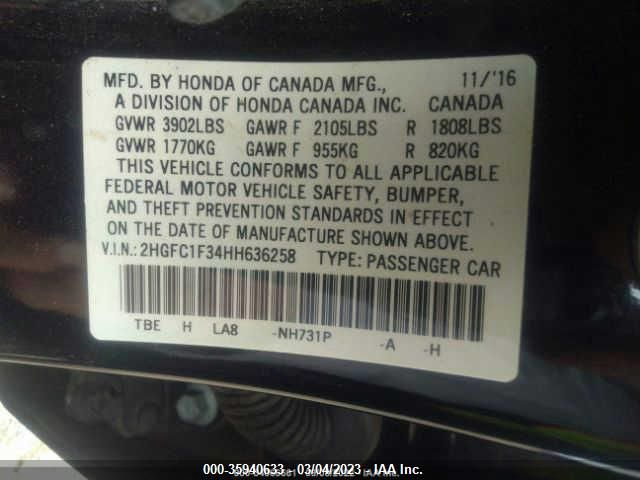 MFD. BY HONDA OF CANADA MFG., 11/'16
A DIVISION OF HONDA CANADA INC. CANADA
GVWR 3902LBS GAWR F 2105LBS R 1808LBS
GVWR 1770KG GAWR F 955KG R 820KG
THIS VEHICLE CONFORMS TO ALL APPLICABLE
FEDERAL MOTOR VEHICLE SAFETY, BUMPER,
AND THEFT PREVENTION STANDARDS IN EFFECT
ON THE DATE OF MANUFACTURE SHOWN ABOVE.
V.I.N.: 2HGFC1F34HH636258 TYPE: PASSENGER CAR
TBE H LA8 -NH731P -A -H
000-35940633 - 03/04/2023 - IAA Inc.